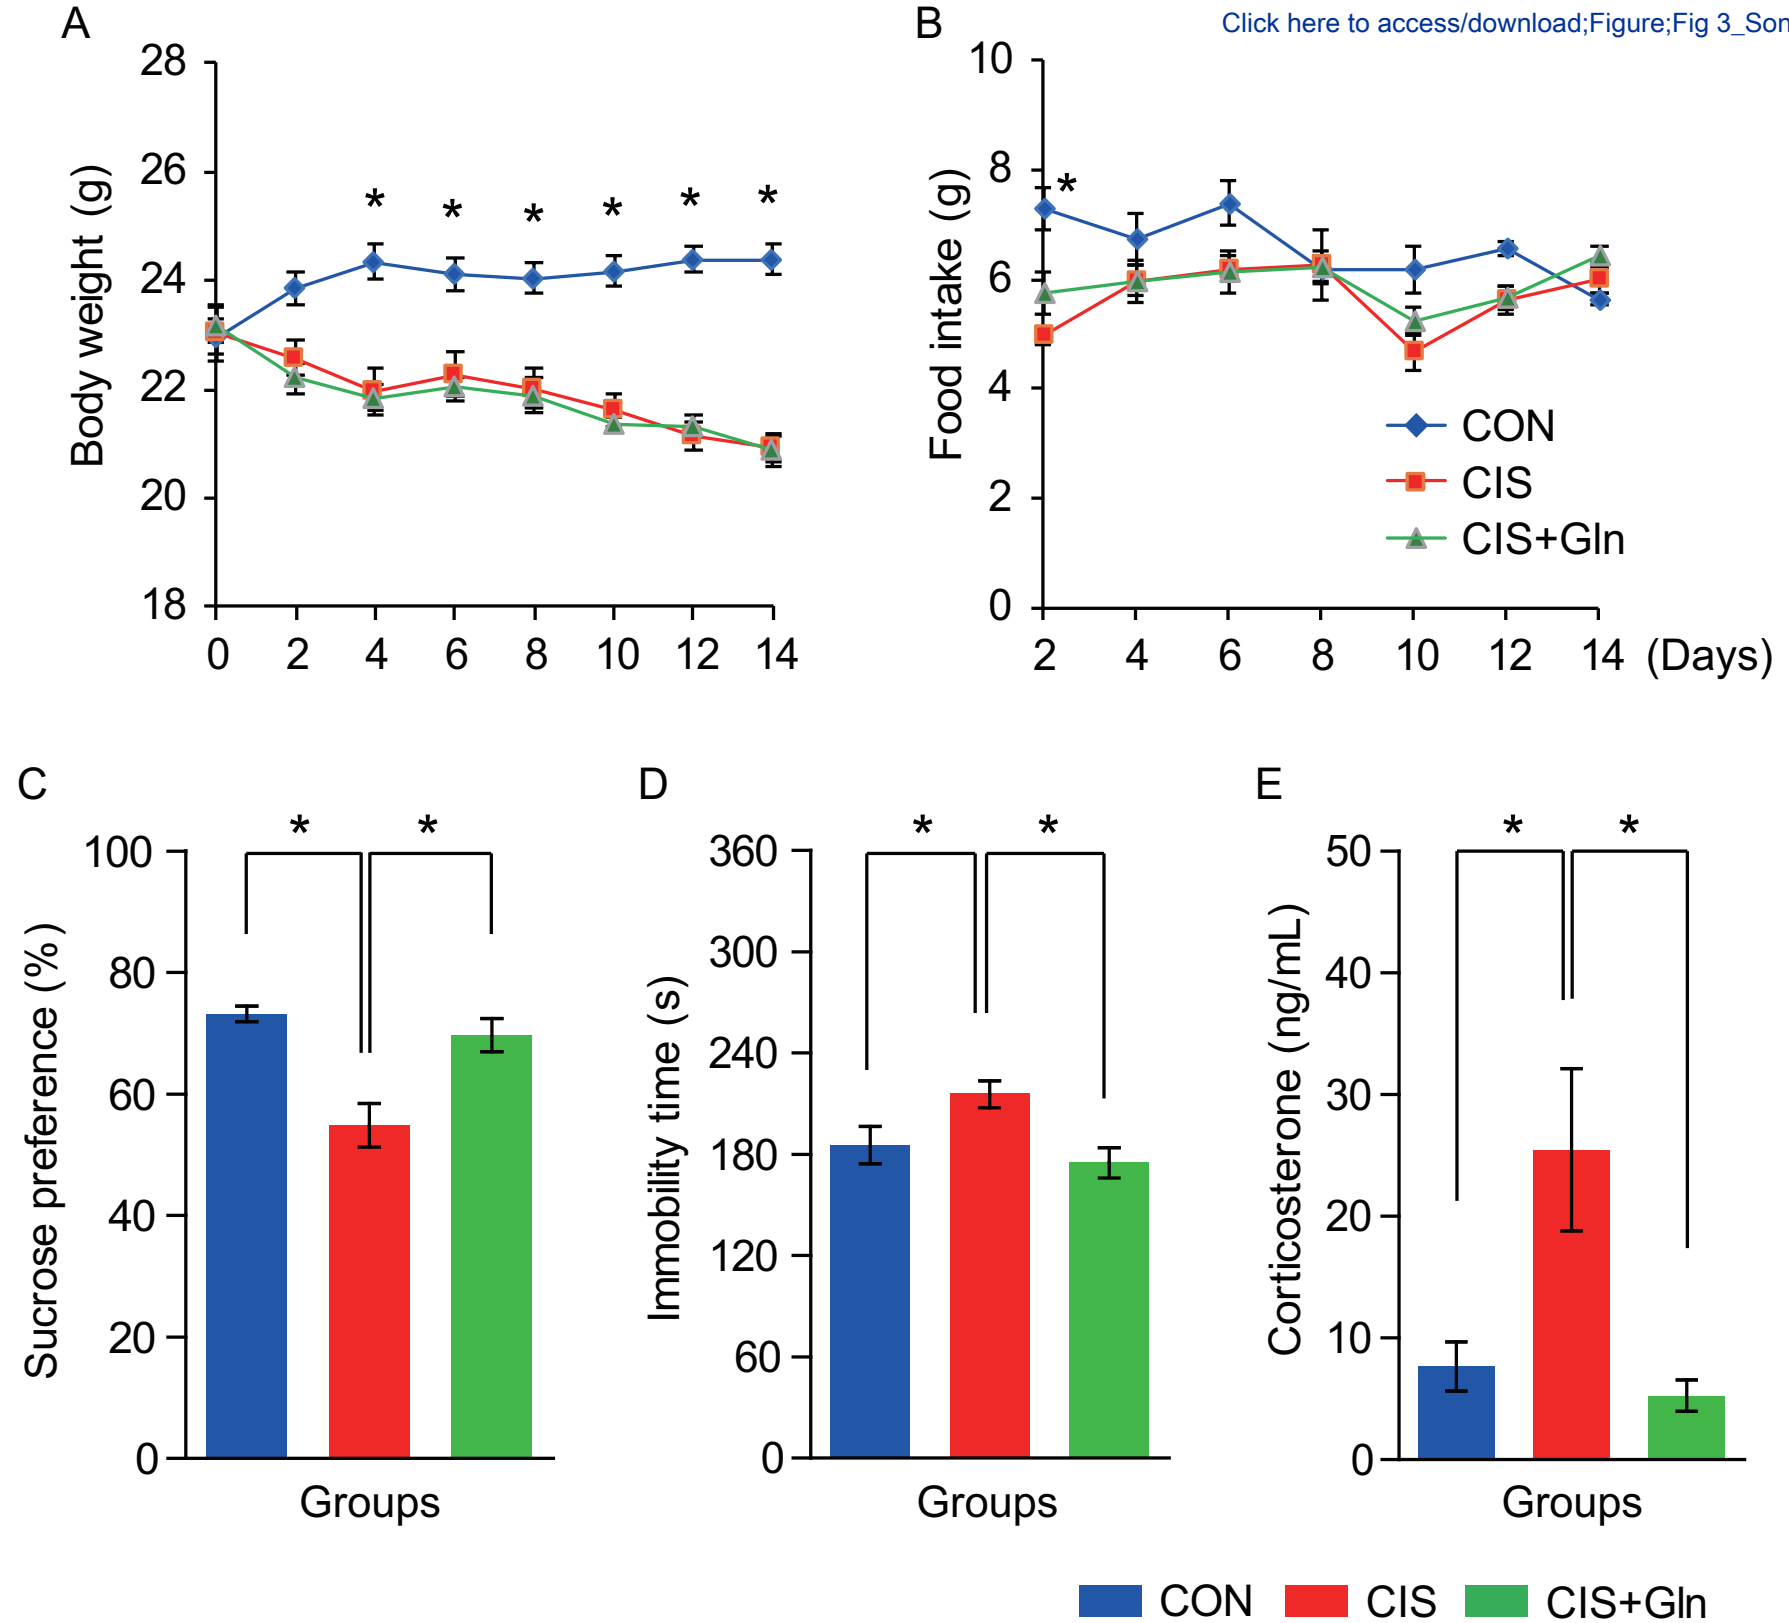 A
B
Click here to access/download;Figure;Fig 3_Son
28
26
24
22
20
18
Body weight (g)
* * * * * *
0 2 4 6 8 10 12 14
10
8
6
4
2
0
Food intake (g)
*
CON
CIS
CIS+Gln
2 4 6 8 10 12 14 (Days)
C
D
E
100
80
60
40
20
0
Sucrose preference (%)
* *
Groups
360
300
240
180
120
60
0
Immobility time (s)
* *
Groups
50
40
30
20
10
0
Corticosterone (ng/mL)
* *
Groups
CON CIS CIS+Gln